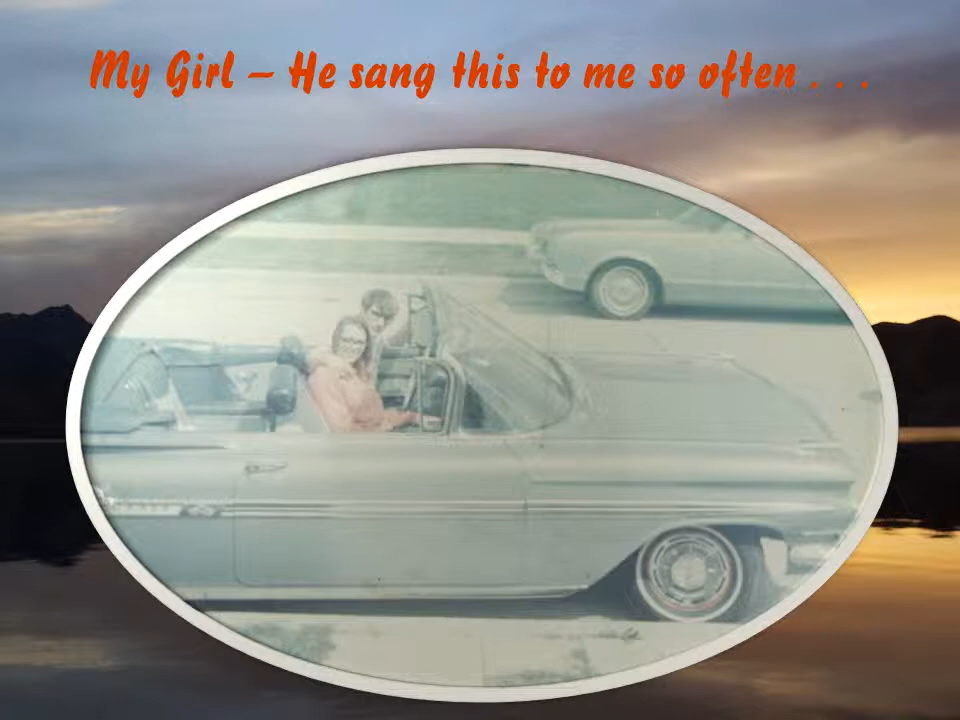 My Girl – He sang this to me so often . . .